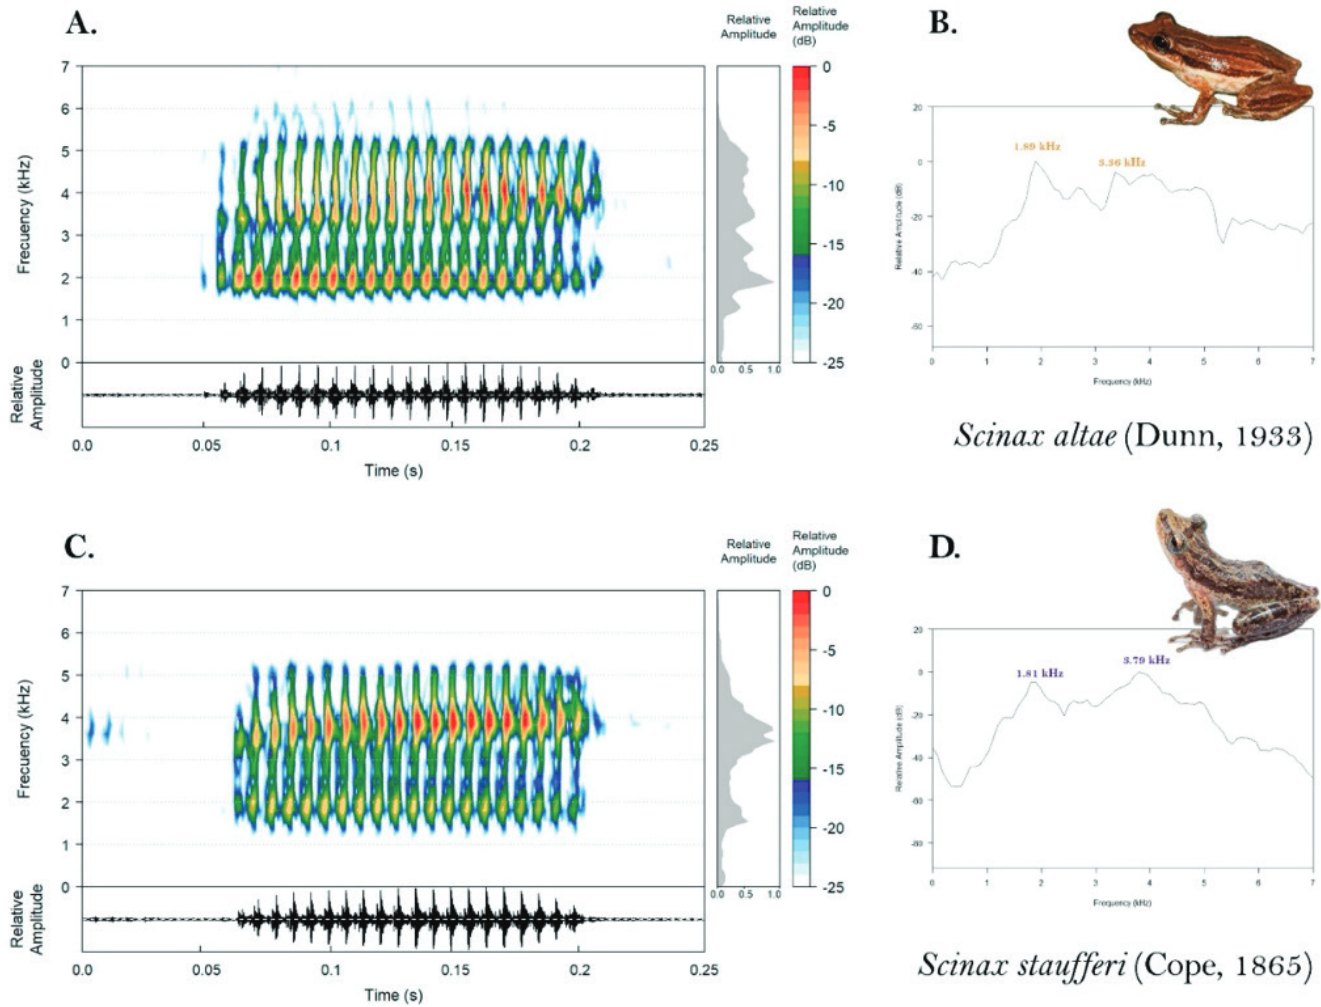 A.
Relative
Amplitude
Relative
Amplitude
(dB)
7
6
5
4
3
2
1
0
Frecuency (kHz)
0
-5
-10
-15
-20
-25
0.0 0.5 1.0
Relative
Amplitude
0.0 0.05 0.1 0.15 0.2 0.25
Time (s)
B.
20
0
-20
-40
-60
1.89 kHz
3.36 kHz
Relative Amplitude (dB)
0 1 2 3 4 5 6 7
Frequency (kHz)
Scinax altae (Dunn, 1933)
C.
Relative
Amplitude
Relative
Amplitude
(dB)
7
6
5
4
3
2
1
0
Frecuency (kHz)
0
-5
-10
-15
-20
-25
0.0 0.5 1.0
Relative
Amplitude
0.0 0.05 0.1 0.15 0.2 0.25
Time (s)
D.
20
0
-20
-40
-60
-80
1.81 kHz
3.79 kHz
Relative Amplitude (dB)
0 1 2 3 4 5 6 7
Frequency (kHz)
Scinax staufferi (Cope, 1865)